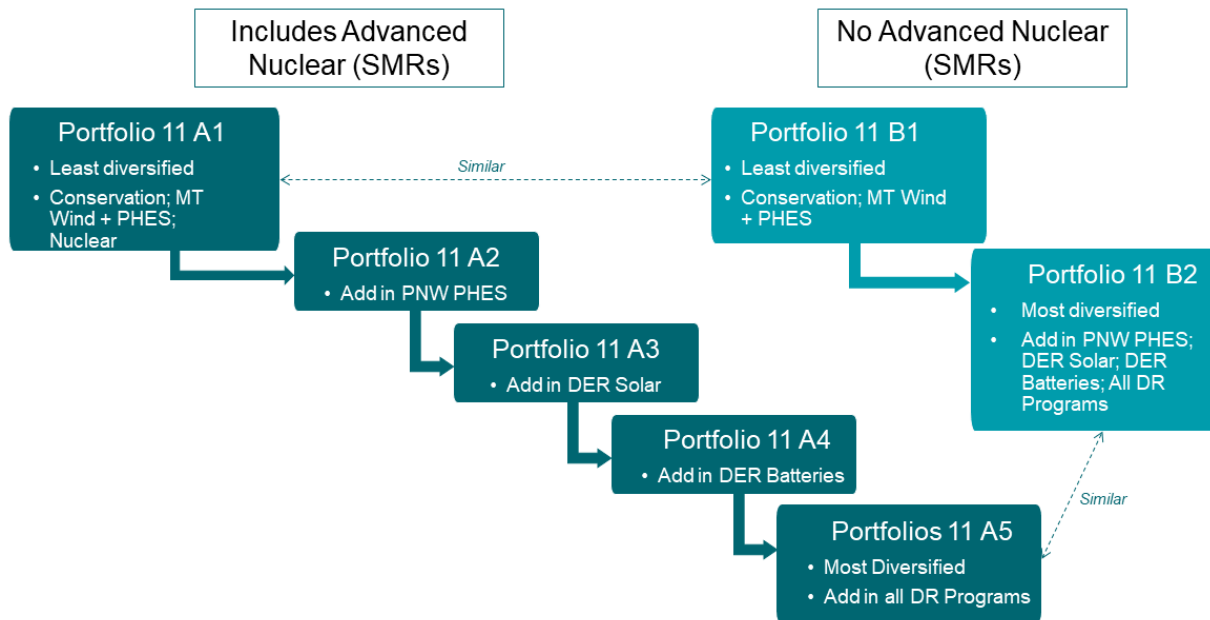 Includes Advanced
Nuclear (SMRs)
No Advanced Nuclear
(SMRs)
Portfolio 11 A1
• Least diversified
• Conservation; MT
Wind + PHES;
Nuclear
Similar
Portfolio 11 B1
• Least diversified
• Conservation; MT Wind
+ PHES
Portfolio 11 A2
• Add in PNW PHES
Portfolio 11 B2
• Most diversified
• Add in PNW PHES;
DER Solar; DER
Batteries; All DR
Programs
Portfolio 11 A3
• Add in DER Solar
Portfolio 11 A4
• Add in DER Batteries
Similar
Portfolios 11 A5
• Most Diversified
• Add in all DR Programs